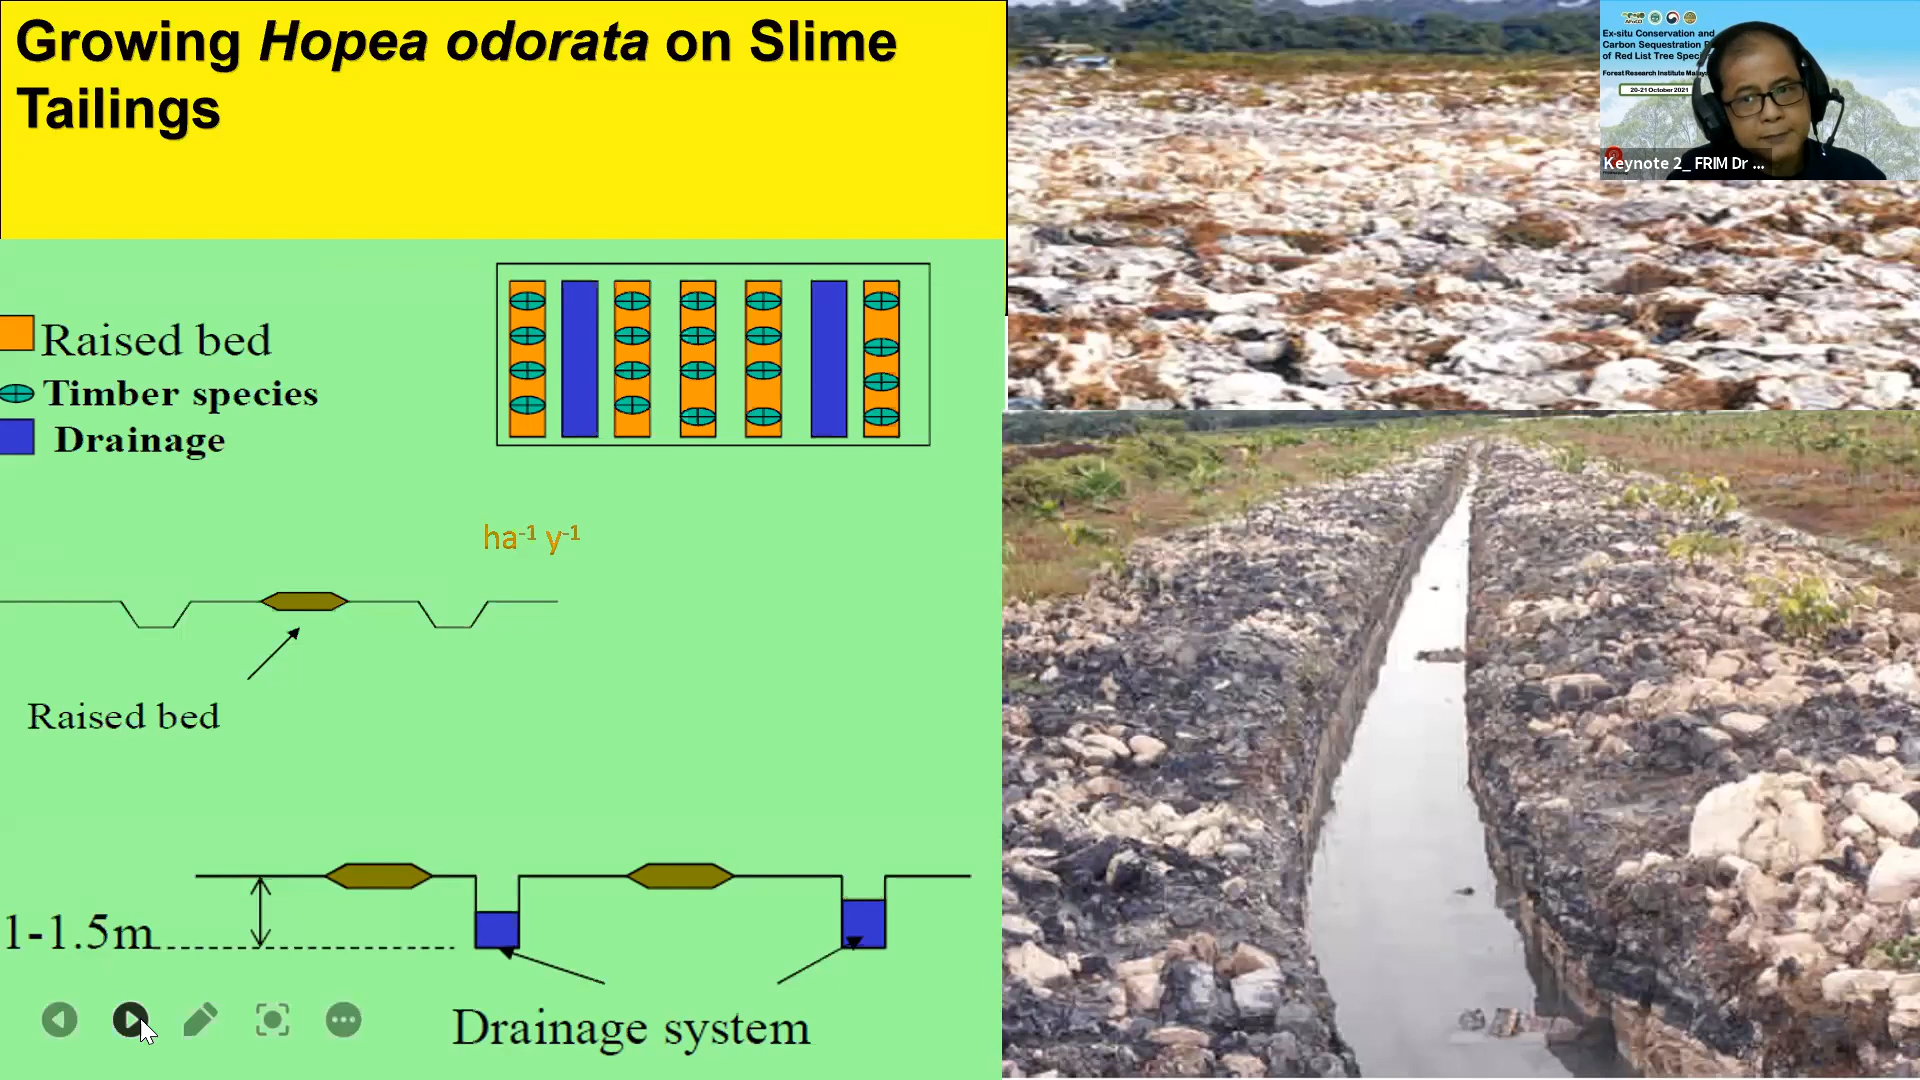 Growing Hopea odorata on Slime
Tailings
Raised bed
Timber species
Drainage
ha-1 y-1
Raised bed
1-1.5m
Drainage system
Ex-situ Conservation and
Carbon Sequestration
of Red List Tree
Forest Research Institute
20-21 October 2021
Keynote 2_ FRIM Dr ...